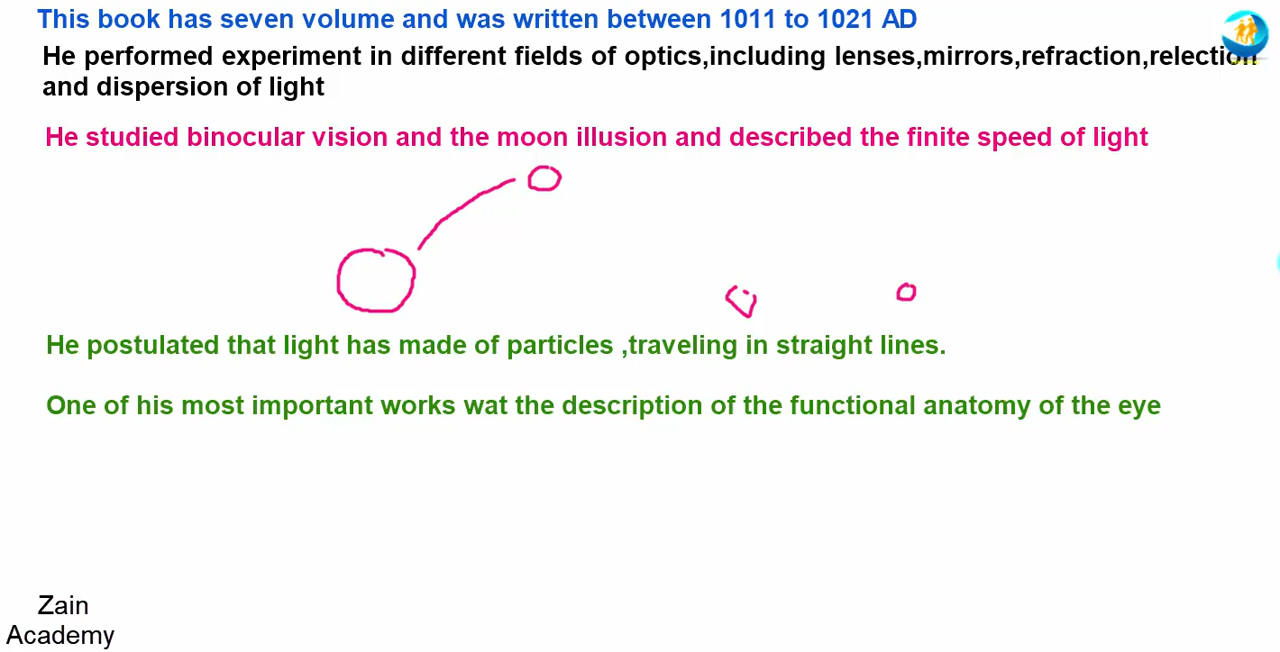 This book has seven volume and was written between 1011 to 1021 AD
He performed experiment in different fields of optics,including lenses,mirrors,refraction,relection
and dispersion of light
He studied binocular vision and the moon illusion and described the finite speed of light
He postulated that light has made of particles ,traveling in straight lines.
One of his most important works wat the description of the functional anatomy of the eye
Zain
Academy